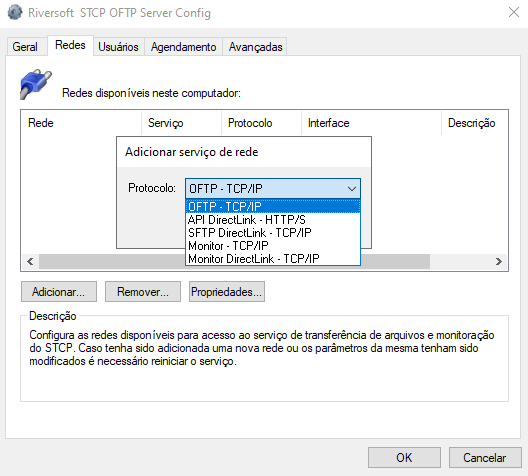 Riversoft STCP OFTP Server Config
Geral Redes Usuários Agendamento Avançadas
Redes disponíveis neste computador:
Rede Serviço Protocolo Interface Descrição
Adicionar serviço de rede
Protocolo: OFTP - TCP/IP
OFTP - TCP/IP
API DirectLink - HTTP/S
SFTP DirectLink - TCP/IP
Monitor - TCP/IP
Monitor DirectLink - TCP/IP
Adicionar... Remover... Propriedades...
Descrição
Configura as redes disponíveis para acesso ao serviço de transferência de arquivos e monitoração
do STCP. Caso tenha sido adicionada uma nova rede ou os parâmetros da mesma tenham sido
modificados é necessário reiniciar o serviço.
OK Cancelar